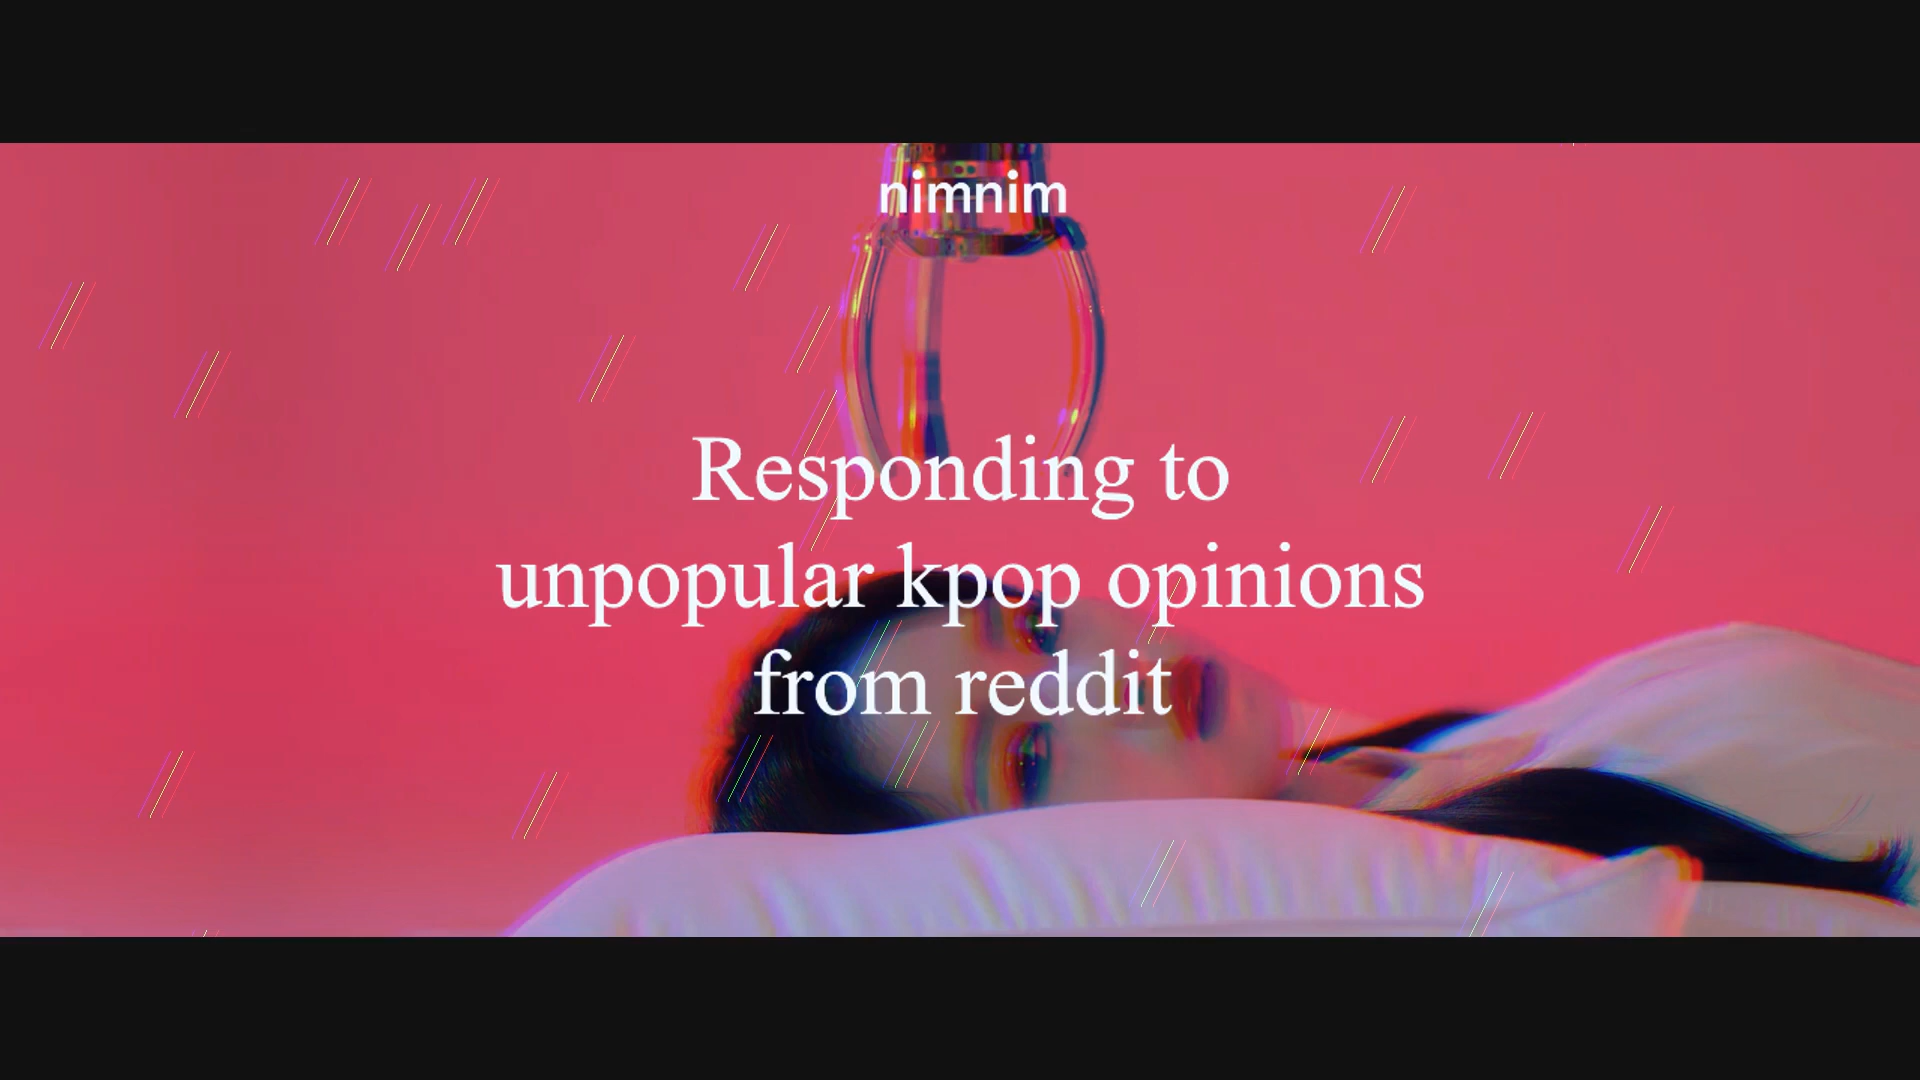 nimnim
Responding to
unpopular kpop opinions
from reddit